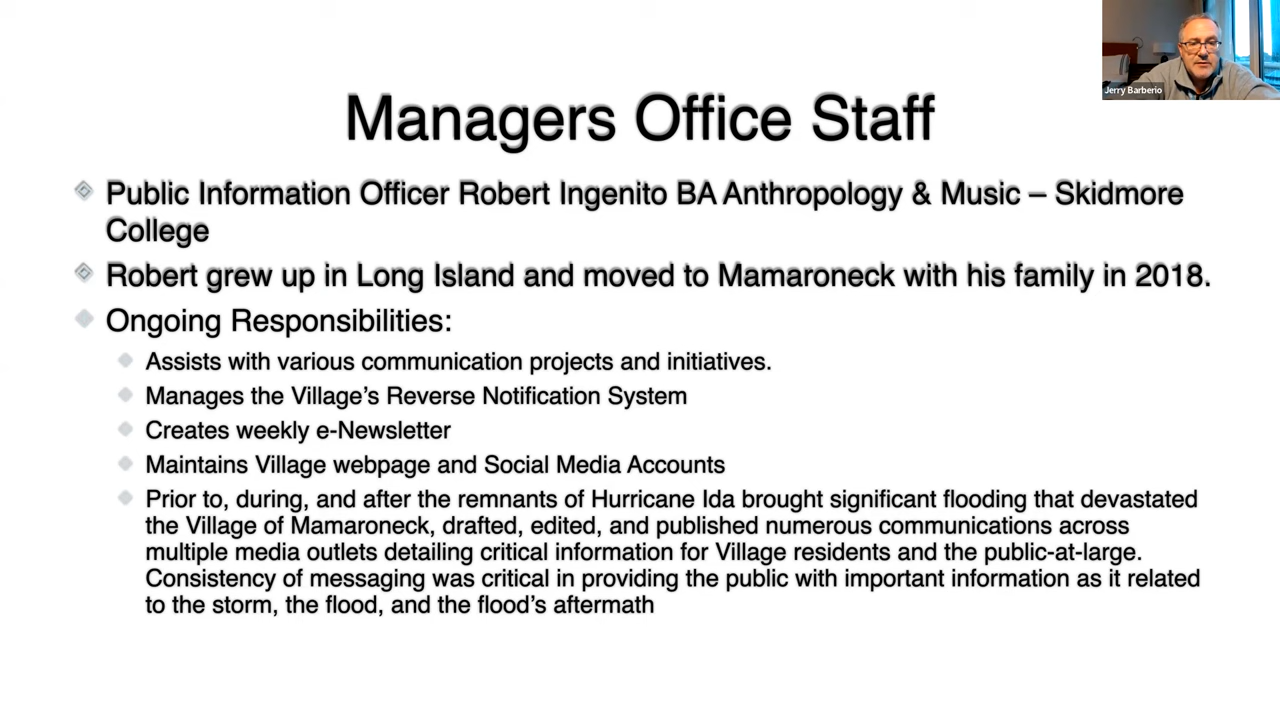 Jerry Barberio
Managers Office Staff
Public Information Officer Robert Ingenito BA Anthropology & Music – Skidmore
College
Robert grew up in Long Island and moved to Mamaroneck with his family in 2018.
Ongoing Responsibilities:
Assists with various communication projects and initiatives.
Manages the Village’s Reverse Notification System
Creates weekly e-Newsletter
Maintains Village webpage and Social Media Accounts
Prior to, during, and after the remnants of Hurricane Ida brought significant flooding that devastated
the Village of Mamaroneck, drafted, edited, and published numerous communications across
multiple media outlets detailing critical information for Village residents and the public-at-large.
Consistency of messaging was critical in providing the public with important information as it related
to the storm, the flood, and the flood’s aftermath